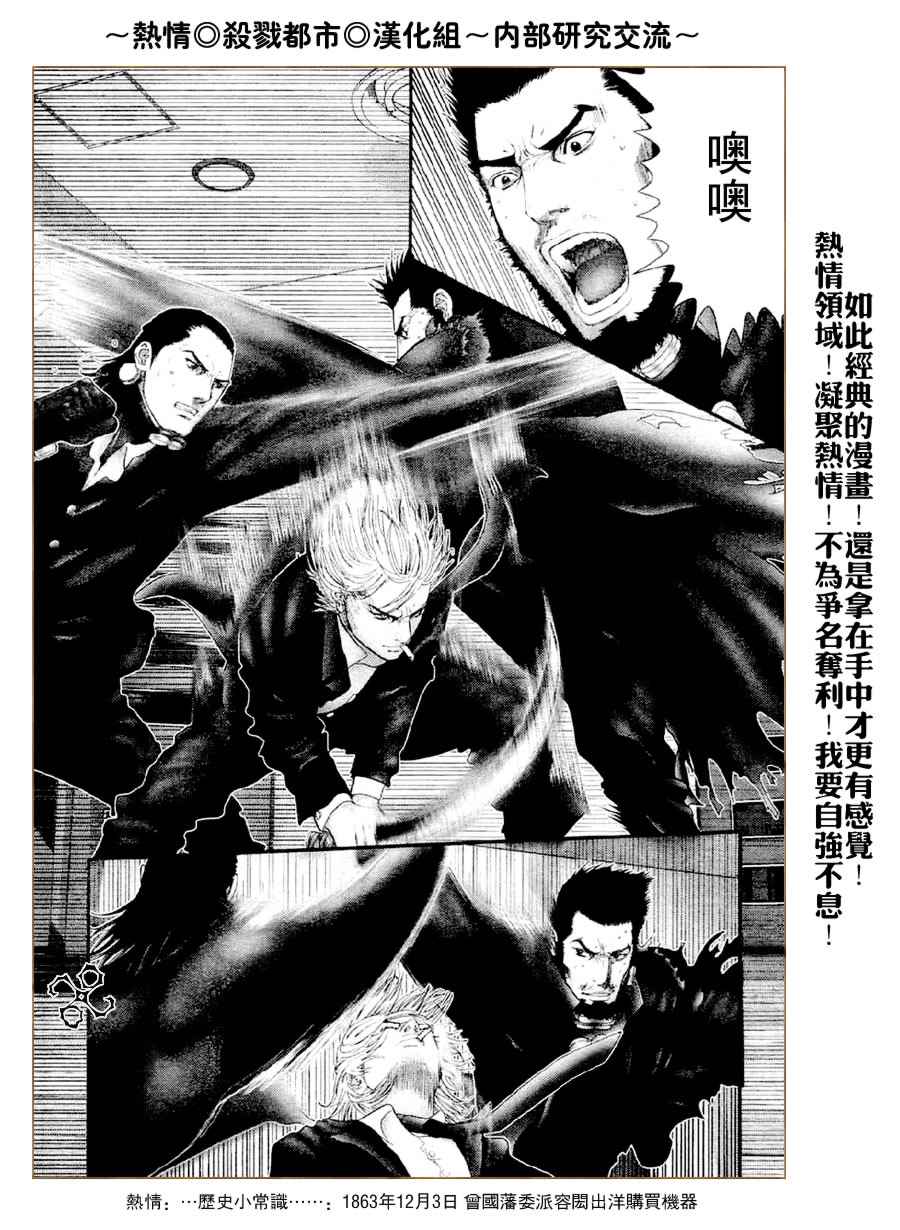 ～熱情◎殺戮都市◎漢化組～内部研究交流～
噢噢
如此經典的漫畫！還是拿在手中才更有感覺！
熱情領域！凝聚熱情！不為爭名奪利！我要自強不息！
熱情：…歷史小常識……：1863年12月3日 曾國藩委派容閎出洋購買機器